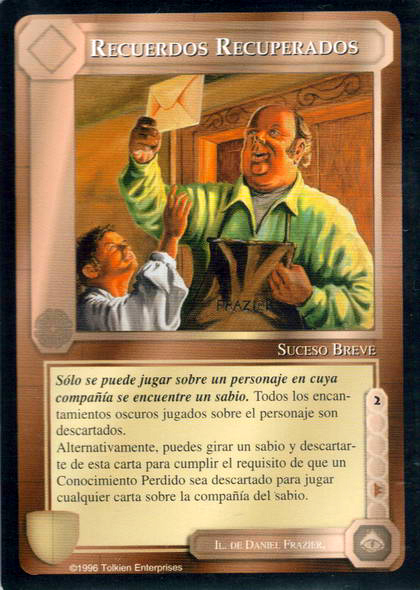 RECUERDOS RECUPERADOS
FRAZIER
SUCESO BREVE
Sólo se puede jugar sobre un personaje en cuya
compañía se encuentre un sabio. Todos los encan-
tamientos oscuros jugados sobre el personaje son
descartados.
Alternativamente, puedes girar un sabio y descartar-
te de esta carta para cumplir el requisito de que un
Conocimiento Perdido sea descartado para jugar
cualquier carta sobre la compañía del sabio.
2
IL. DE DANIEL FRAZIER.
©1996 Tolkien Enterprises